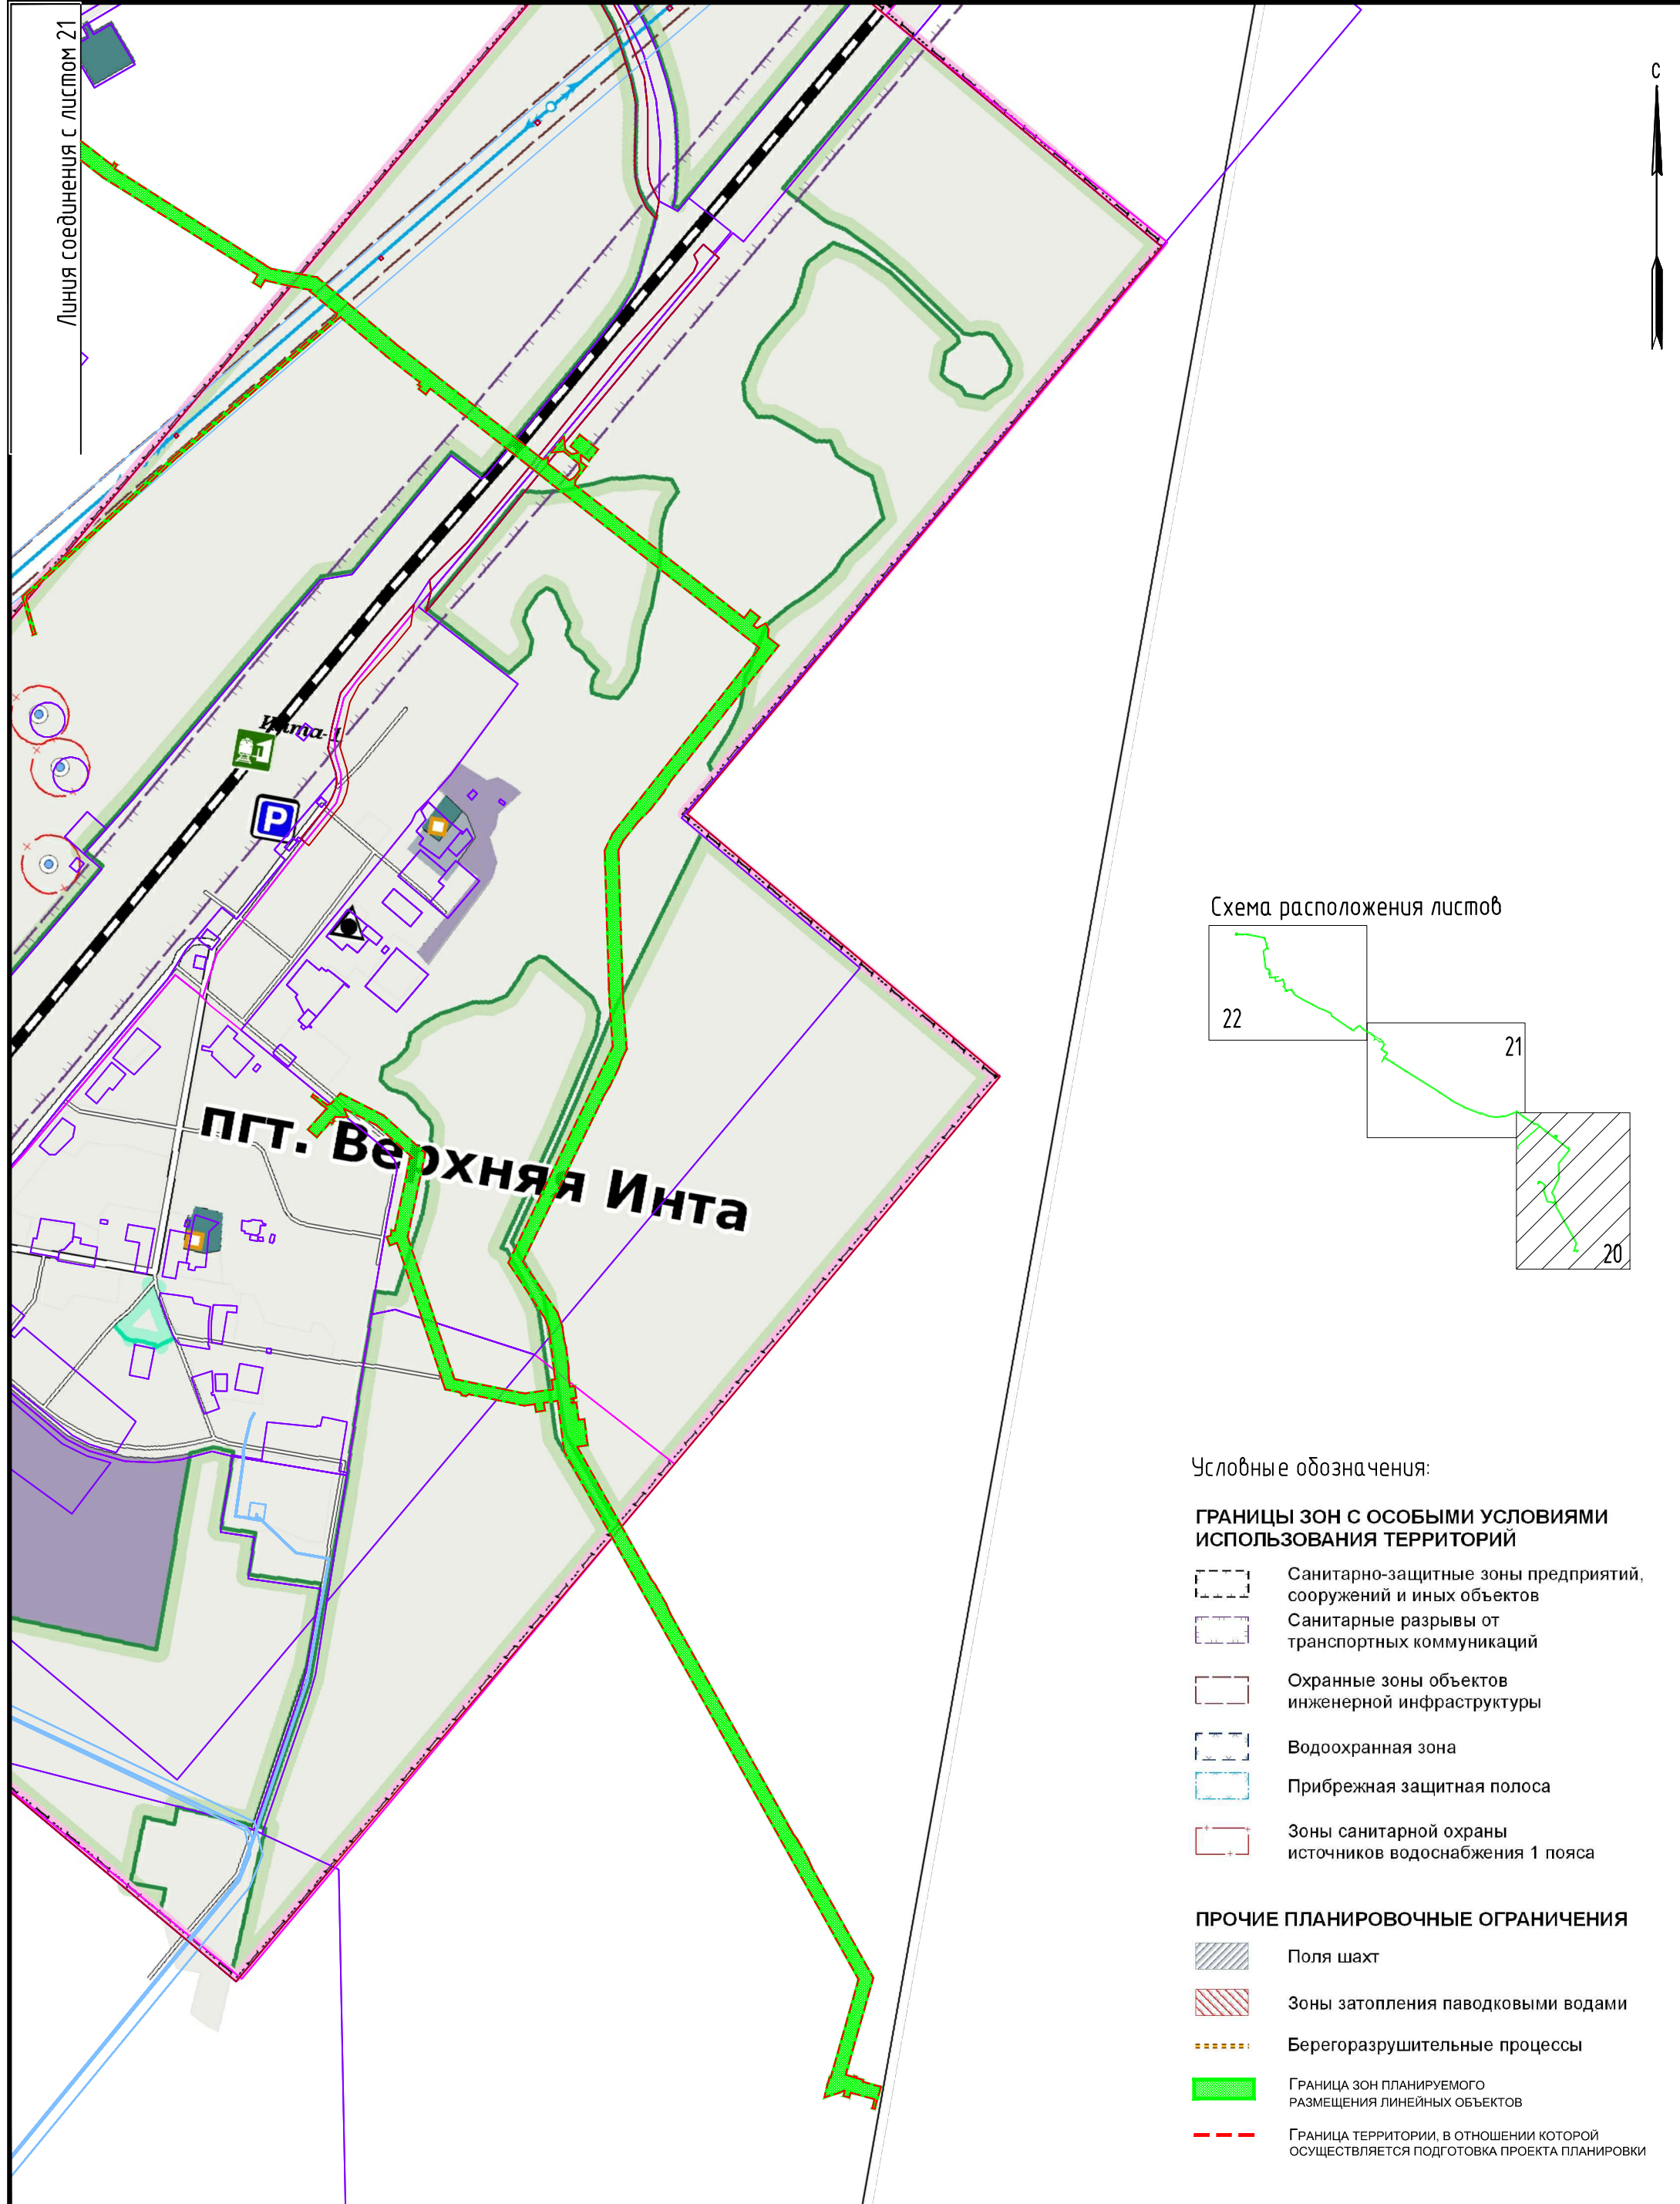 Линия соединения с листом 21
С
Инта-1
P
пгт. Верхняя Инта
Схема расположения листов
22
21
20
Условные обозначения:
ГРАНИЦЫ ЗОН С ОСОБЫМИ УСЛОВИЯМИ
ИСПОЛЬЗОВАНИЯ ТЕРРИТОРИЙ
Санитарно-защитные зоны предприятий,
сооружений и иных объектов
Санитарные разрывы от
транспортных коммуникаций
Охранные зоны объектов
инженерной инфраструктуры
Водоохранная зона
Прибрежная защитная полоса
Зоны санитарной охраны
источников водоснабжения 1 пояса
ПРОЧИЕ ПЛАНИРОВОЧНЫЕ ОГРАНИЧЕНИЯ
Поля шахт
Зоны затопления паводковыми водами
Берегоразрушительные процессы
ГРАНИЦА ЗОН ПЛАНИРУЕМОГО
РАЗМЕЩЕНИЯ ЛИНЕЙНЫХ ОБЪЕКТОВ
ГРАНИЦА ТЕРРИТОРИИ, В ОТНОШЕНИИ КОТОРОЙ
ОСУЩЕСТВЛЯЕТСЯ ПОДГОТОВКА ПРОЕКТА ПЛАНИРОВКИ